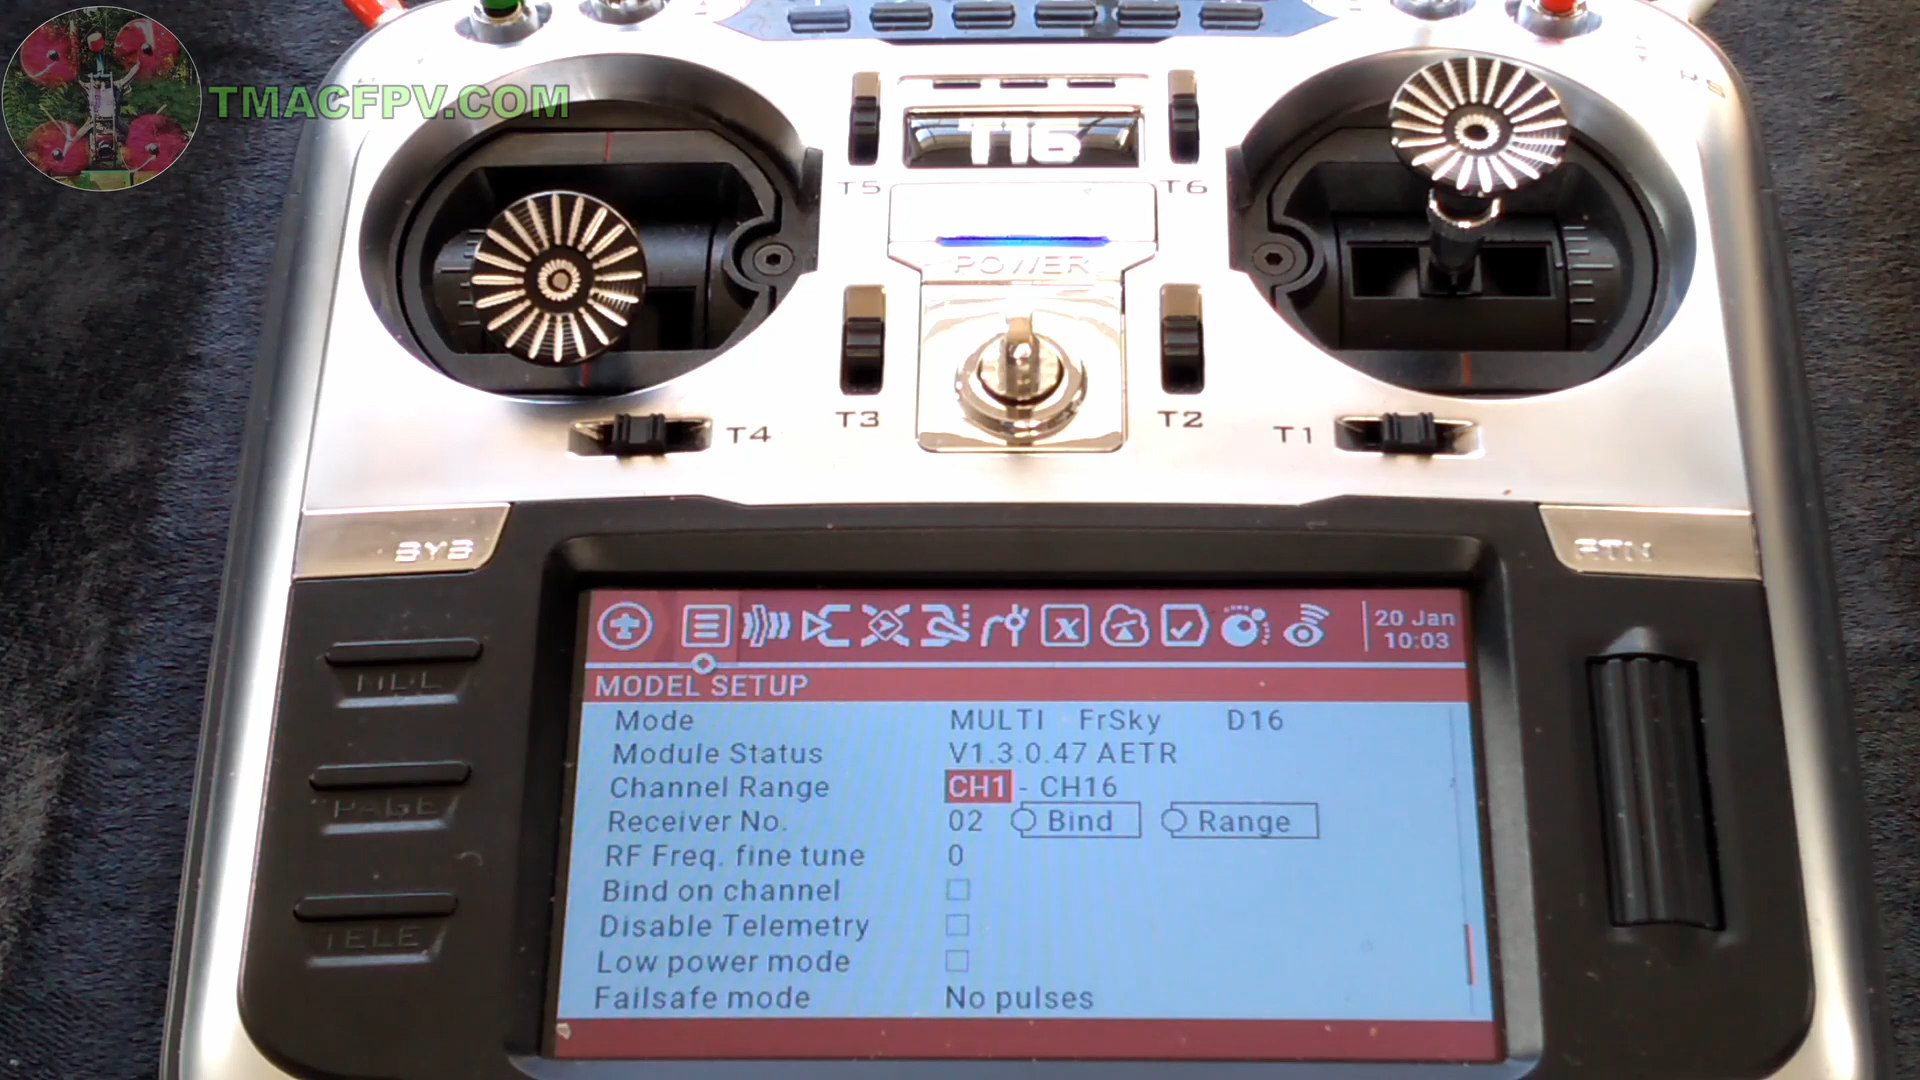 TMACFPV.COM
T16
T5
T6
POWER
T3
T2
T4
T1
SYS
RTN
20 Jan
10:03
MODEL SETUP
Mode MULTI FrSky D16
Module Status V1.3.0.47 AETR
Channel Range CH1 - CH16
Receiver No. 02 Bind Range
RF Freq. fine tune 0
Bind on channel
Disable Telemetry
Low power mode
Failsafe mode No pulses
MDL
PAGE
TELE